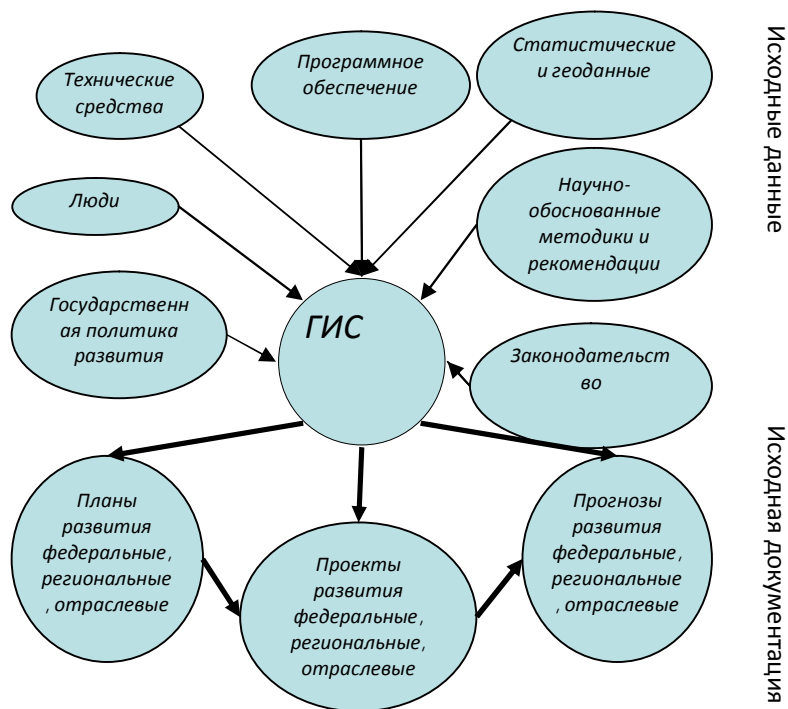 Технические
средства
Программное
обеспечение
Статистические
и геоданные
Исходные данные
Люди
Научно-
обоснованные
методики и
рекомендации
Государственн
ая политика
развития
ГИС
Законодательст
во
Планы
развития
федеральные,
региональные
, отраслевые
Проекты
развития
федеральные,
региональные,
отраслевые
Прогнозы
развития
федеральные,
региональные
, отраслевые
Исходная документация